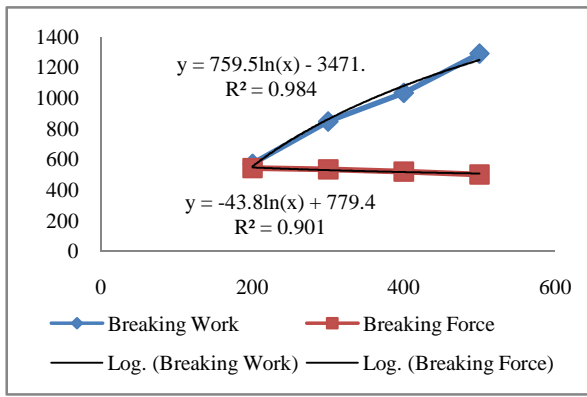 1400
1200
1000
800
600
400
200
0
y = 759.5ln(x) - 3471.
R² = 0.984
y = -43.8ln(x) + 779.4
R² = 0.901
0 200 400 600
Breaking Work Breaking Force
Log. (Breaking Work) Log. (Breaking Force)